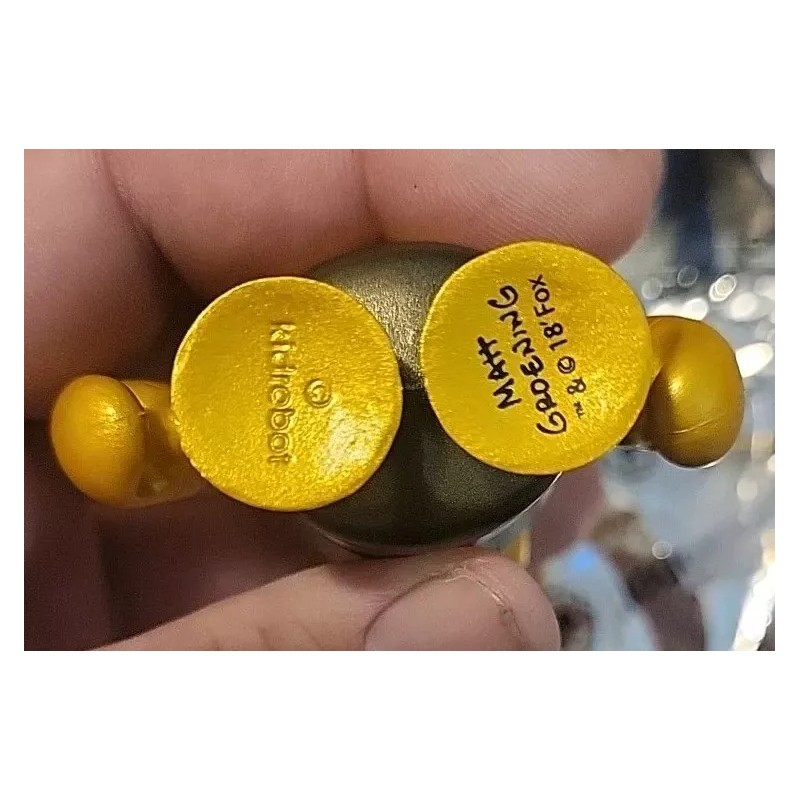 ©
kidrobot
MATT
GROENING
™ & © 18 FOX